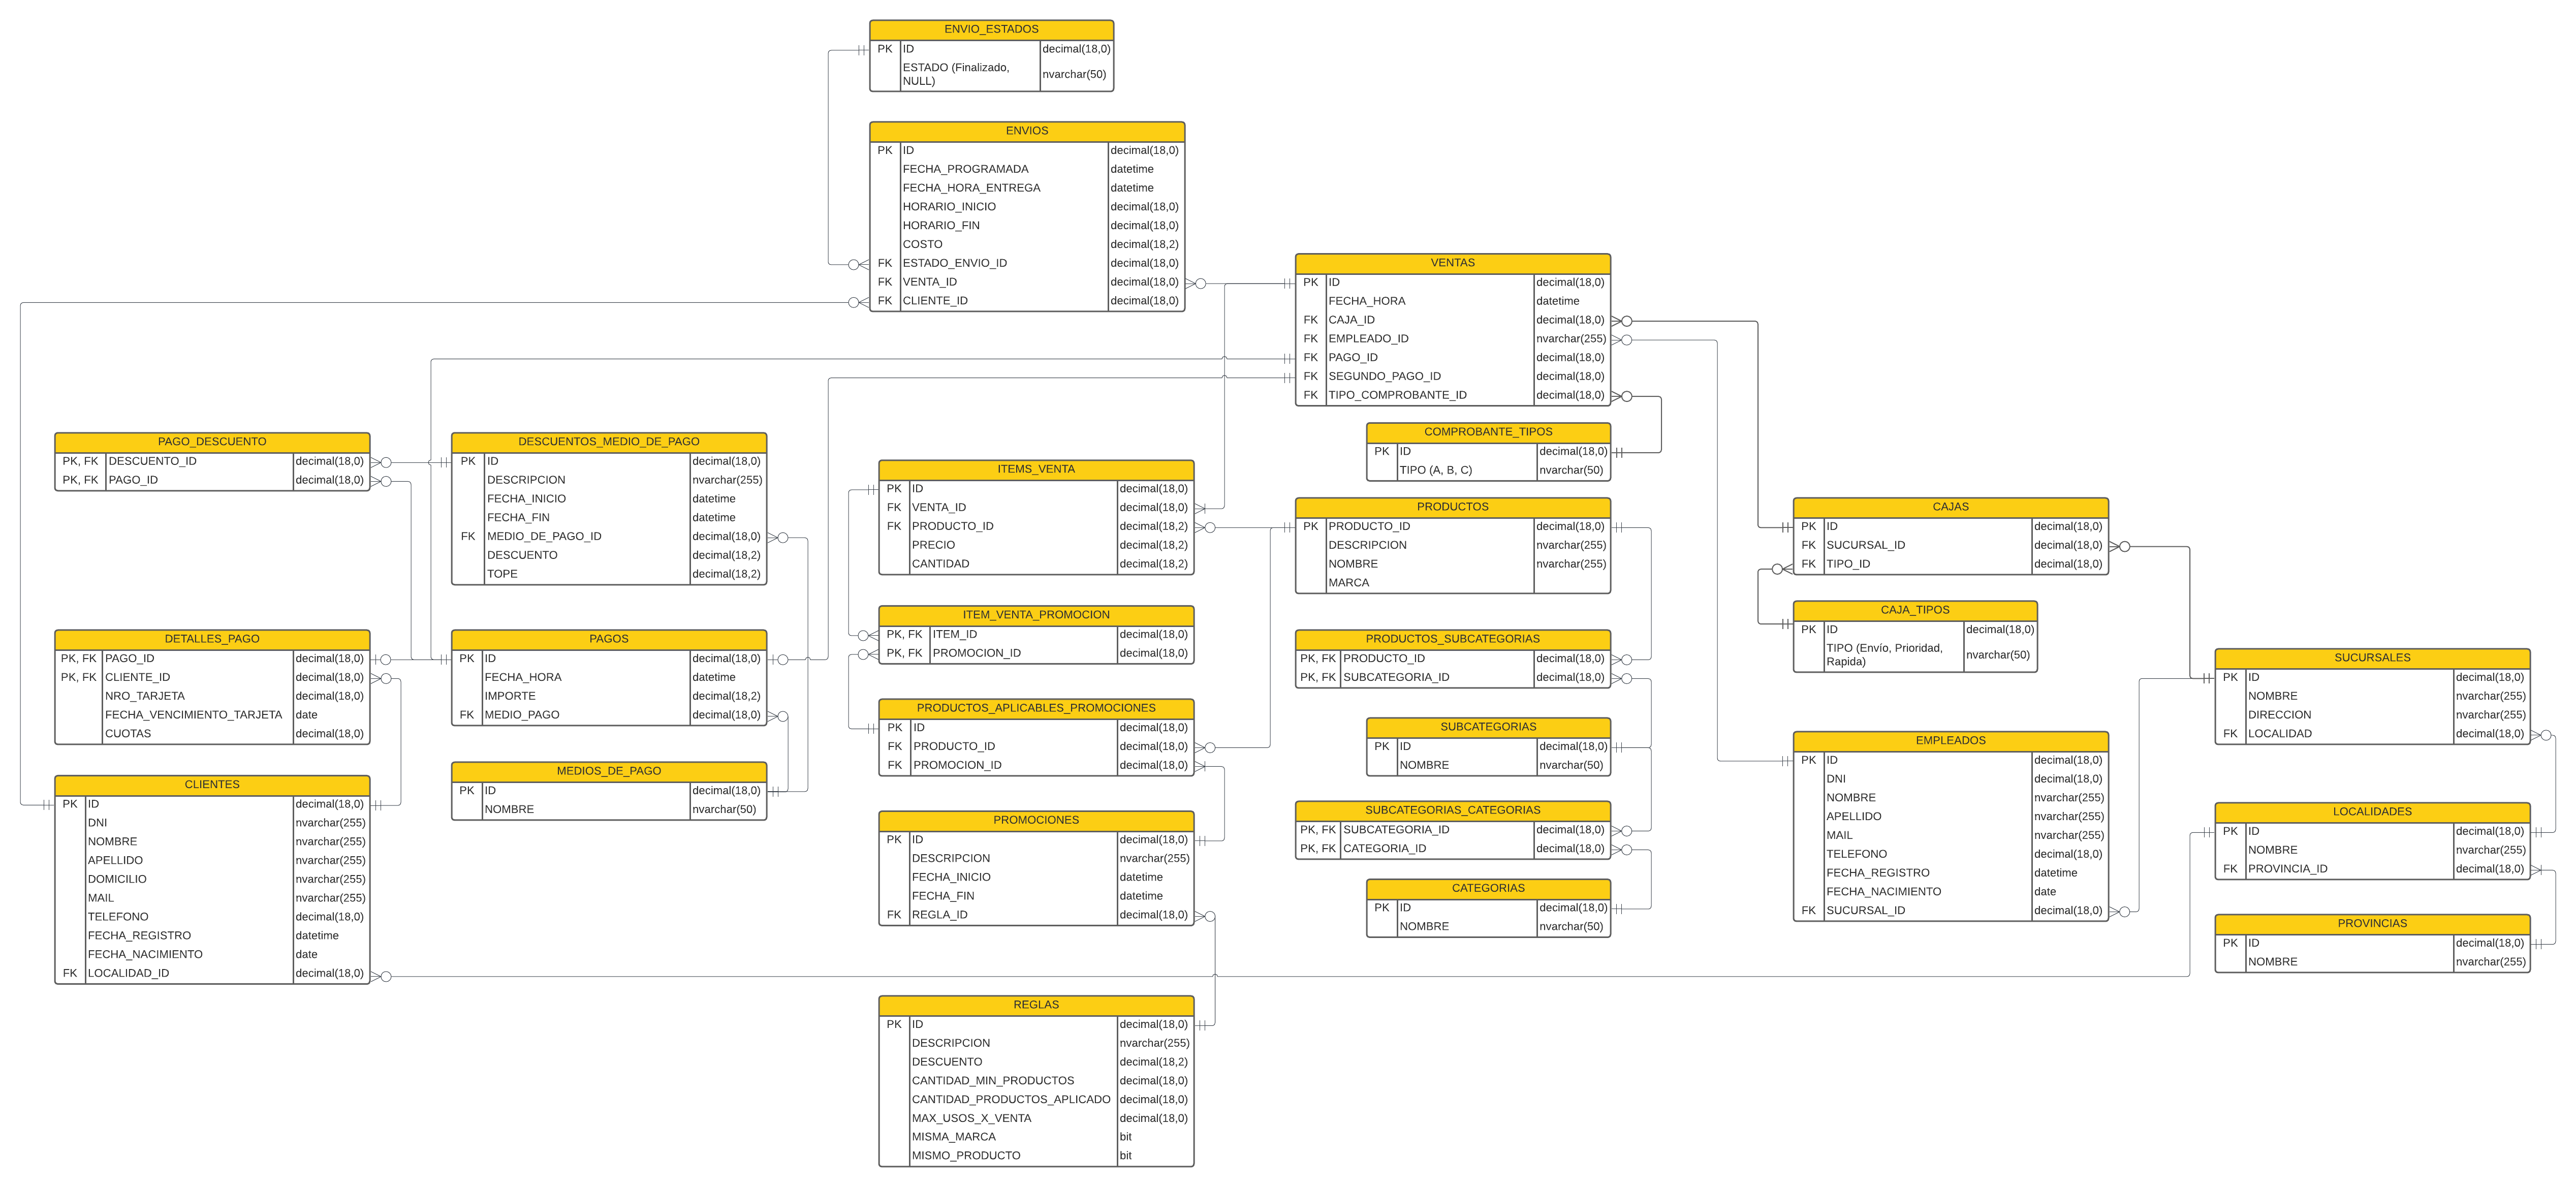 ENVIO_ESTADOS
PK ID decimal(18,0)
ESTADO (Finalizado, NULL) nvarchar(50)
ENVIOS
PK ID decimal(18,0)
FECHA_PROGRAMADA datetime
FECHA_HORA_ENTREGA datetime
HORARIO_INICIO decimal(18,0)
HORARIO_FIN decimal(18,0)
COSTO decimal(18,2)
FK ESTADO_ENVIO_ID decimal(18,0)
FK VENTA_ID decimal(18,0)
FK CLIENTE_ID decimal(18,0)
VENTAS
PK ID decimal(18,0)
FECHA_HORA datetime
FK CAJA_ID decimal(18,0)
FK EMPLEADO_ID nvarchar(255)
FK PAGO_ID decimal(18,0)
FK SEGUNDO_PAGO_ID decimal(18,0)
FK TIPO_COMPROBANTE_ID decimal(18,0)
PAGO_DESCUENTO
PK, FK DESCUENTO_ID decimal(18,0)
PK, FK PAGO_ID decimal(18,0)
DESCUENTOS_MEDIO_DE_PAGO
PK ID decimal(18,0)
DESCRIPCION nvarchar(255)
FECHA_INICIO datetime
FECHA_FIN datetime
FK MEDIO_DE_PAGO_ID decimal(18,0)
DESCUENTO decimal(18,2)
TOPE decimal(18,2)
ITEMS_VENTA
PK ID decimal(18,0)
FK VENTA_ID decimal(18,0)
FK PRODUCTO_ID decimal(18,2)
PRECIO decimal(18,2)
CANTIDAD decimal(18,2)
COMPROBANTE_TIPOS
PK ID decimal(18,0)
TIPO (A, B, C) nvarchar(50)
PRODUCTOS
PK PRODUCTO_ID decimal(18,0)
DESCRIPCION nvarchar(255)
NOMBRE nvarchar(255)
MARCA
CAJAS
PK ID decimal(18,0)
FK SUCURSAL_ID decimal(18,0)
FK TIPO_ID decimal(18,0)
CAJA_TIPOS
PK ID decimal(18,0)
TIPO (Envío, Prioridad, Rapida) nvarchar(50)
DETALLES_PAGO
PK, FK PAGO_ID decimal(18,0)
PK, FK CLIENTE_ID decimal(18,0)
NRO_TARJETA decimal(18,0)
FECHA_VENCIMIENTO_TARJETA date
CUOTAS decimal(18,0)
PAGOS
PK ID decimal(18,0)
FECHA_HORA datetime
IMPORTE decimal(18,2)
FK MEDIO_PAGO decimal(18,0)
ITEM_VENTA_PROMOCION
PK, FK ITEM_ID decimal(18,0)
PK, FK PROMOCION_ID decimal(18,0)
PRODUCTOS_SUBCATEGORIAS
PK, FK PRODUCTO_ID decimal(18,0)
PK, FK SUBCATEGORIA_ID decimal(18,0)
SUCURSALES
PK ID decimal(18,0)
NOMBRE nvarchar(255)
DIRECCION nvarchar(255)
FK LOCALIDAD decimal(18,0)
PRODUCTOS_APLICABLES_PROMOCIONES
PK ID decimal(18,0)
FK PRODUCTO_ID decimal(18,0)
FK PROMOCION_ID decimal(18,0)
SUBCATEGORIAS
PK ID decimal(18,0)
NOMBRE nvarchar(50)
EMPLEADOS
PK ID decimal(18,0)
DNI decimal(18,0)
NOMBRE nvarchar(255)
APELLIDO nvarchar(255)
MAIL nvarchar(255)
TELEFONO decimal(18,0)
FECHA_REGISTRO datetime
FECHA_NACIMIENTO date
FK SUCURSAL_ID decimal(18,0)
CLIENTES
PK ID decimal(18,0)
DNI nvarchar(255)
NOMBRE nvarchar(255)
APELLIDO nvarchar(255)
DOMICILIO nvarchar(255)
MAIL nvarchar(255)
TELEFONO decimal(18,0)
FECHA_REGISTRO datetime
FECHA_NACIMIENTO date
FK LOCALIDAD_ID decimal(18,0)
MEDIOS_DE_PAGO
PK ID decimal(18,0)
NOMBRE nvarchar(50)
PROMOCIONES
PK ID decimal(18,0)
DESCRIPCION nvarchar(255)
FECHA_INICIO datetime
FECHA_FIN datetime
FK REGLA_ID decimal(18,0)
SUBCATEGORIAS_CATEGORIAS
PK, FK SUBCATEGORIA_ID decimal(18,0)
PK, FK CATEGORIA_ID decimal(18,0)
CATEGORIAS
PK ID decimal(18,0)
NOMBRE nvarchar(50)
LOCALIDADES
PK ID decimal(18,0)
NOMBRE nvarchar(255)
FK PROVINCIA_ID decimal(18,0)
PROVINCIAS
PK ID decimal(18,0)
NOMBRE nvarchar(255)
REGLAS
PK ID decimal(18,0)
DESCRIPCION nvarchar(255)
DESCUENTO decimal(18,2)
CANTIDAD_MIN_PRODUCTOS decimal(18,0)
CANTIDAD_PRODUCTOS_APLICADO decimal(18,0)
MAX_USOS_X_VENTA decimal(18,0)
MISMA_MARCA bit
MISMO_PRODUCTO bit